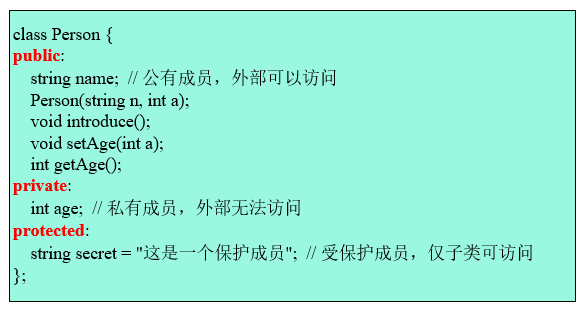 class Person {
public:
    string name;  // 公有成员，外部可以访问
    Person(string n, int a);
    void introduce();
    void setAge(int a);
    int getAge();
private:
    int age;  // 私有成员，外部无法访问
protected:
    string secret = "这是一个保护成员";  // 受保护成员，仅子类可访问
};